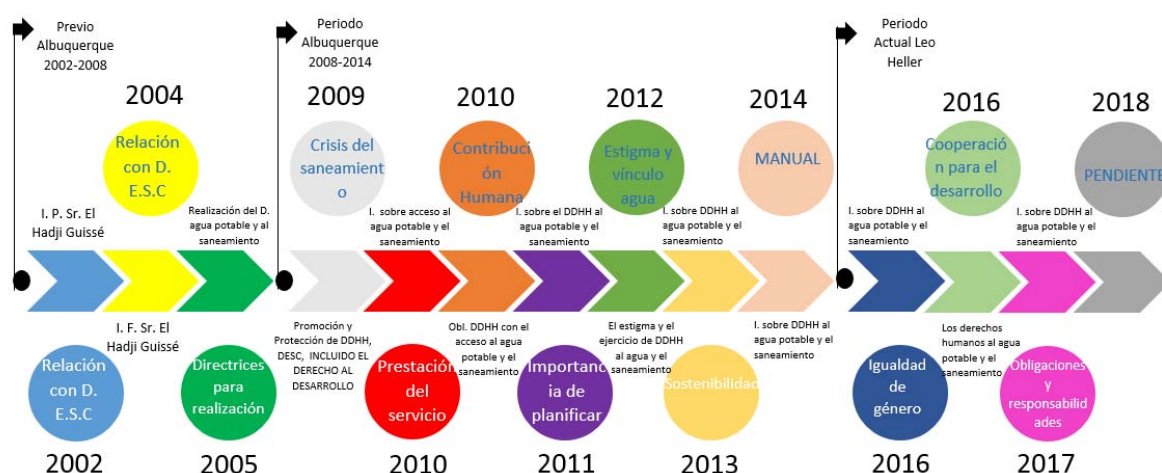 Previo
Albuquerque
2002-2008
Periodo
Albuquerque
2008-2014
Periodo
Actual Leo
Heller
2004
2009
2010
2012
2014
2016
2018
Relación
con D.
E.S.C
Crisis del
saneamient
o
Contribuci
ón
Humana
Estigma y
vínculo
agua
MANUAL
Cooperació
n para el
desarrollo
PENDIENTE
I. P. Sr. El
Hadji Guissé
Realización del D.
agua potable y al
saneamiento
I. sobre acceso al
agua potable y el
saneamiento
I. sobre el DDHH al
agua potable y el
saneamiento
I. sobre DDHH al
agua potable y el
saneamiento
I. sobre DDHH al
agua potable y el
saneamiento
I. sobre DDHH al
agua potable y el
saneamiento
I. F. Sr. El
Hadji Guissé
Promoción y
Protección de DDHH,
DESC, INCLUIDO EL
DERECHO AL
DESARROLLO
Obl. DDHH con el
acceso al agua
potable y el
saneamiento
El estigma y el
ejercicio de DDHH
al agua y el
saneamiento
I. sobre DDHH al
agua potable y el
saneamiento
Los derechos
humanos al agua
potable y el
saneamiento
Relación
con D.
E.S.C
Directrices
para
realización
Prestación
del
servicio
Importanc
ia de
planificar
Sostenibilidad
Igualdad
de
género
Obligaciones
y
responsabilid
ades
2002
2005
2010
2011
2013
2016
2017